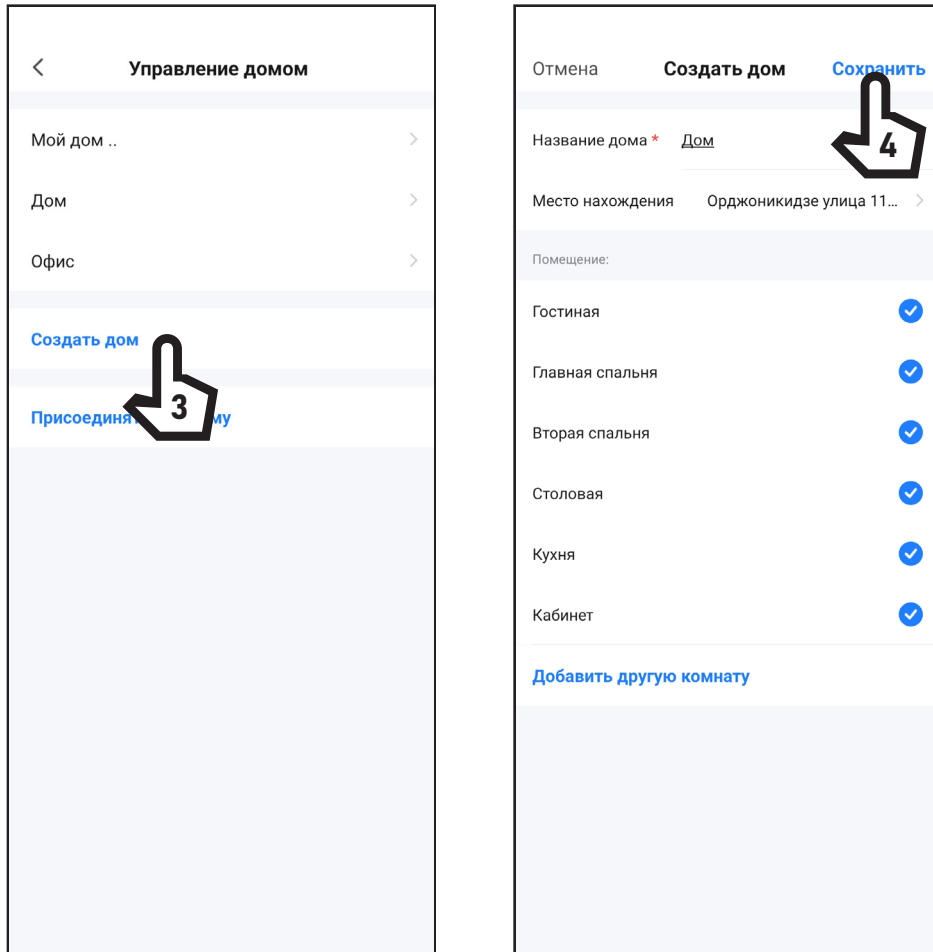 Управление домом
Мой дом ..
Дом
Офис
Создать дом
3
Отмена Создать дом Сохранить
4
Название дома * Дом
Место нахождения Орджоникидзе улица 11...
Помещение:
Гостиная
Главная спальня
Вторая спальня
Столовая
Кухня
Кабинет
Добавить другую комнату